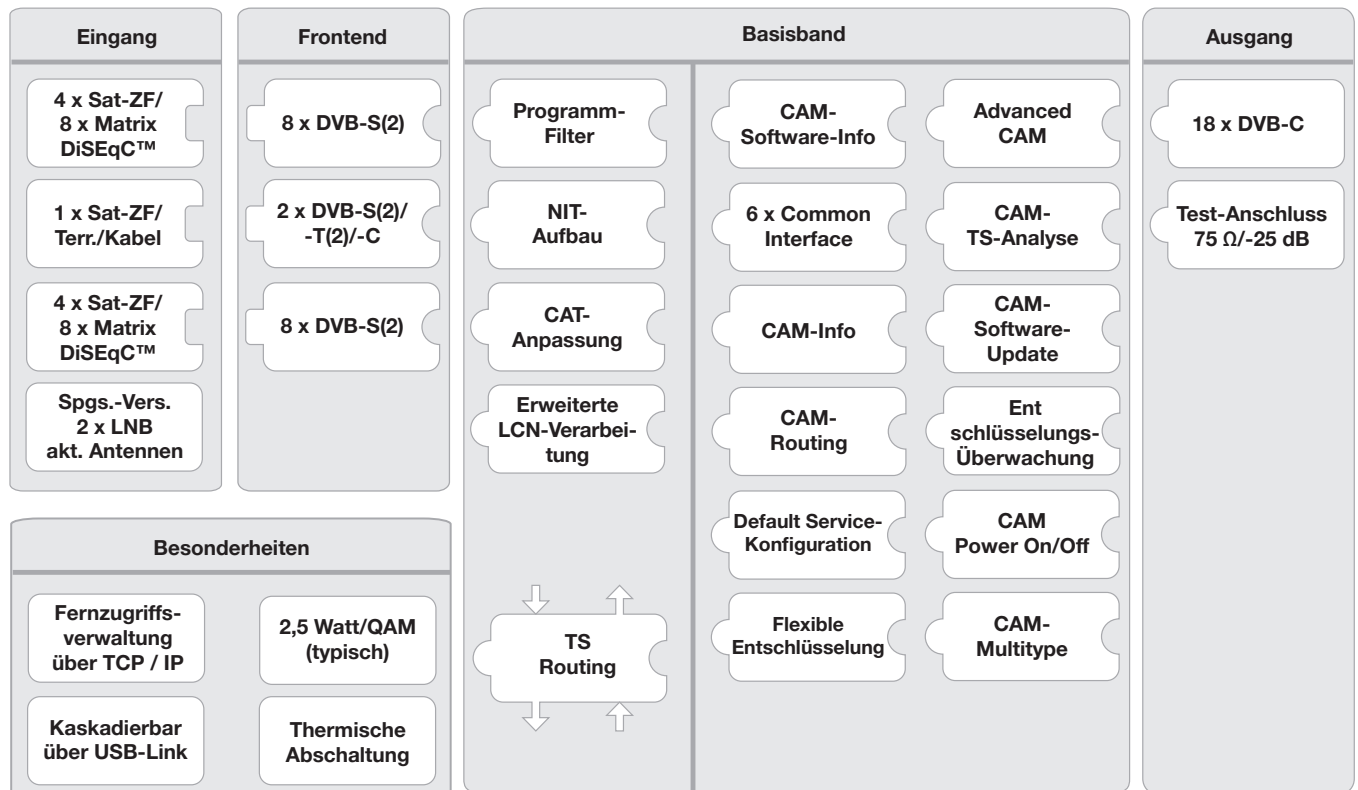 Eingang
4 x Sat-ZF/
8 x Matrix
DiSEqC™
1 x Sat-ZF/
Terr./Kabel
4 x Sat-ZF/
8 x Matrix
DiSEqC™
Spgs.-Vers.
2 x LNB
akt. Antennen
Frontend
8 x DVB-S(2)
2 x DVB-S(2)/
-T(2)/-C
8 x DVB-S(2)
Besonderheiten
Fernzugriffs-
verwaltung
über TCP / IP
2,5 Watt/QAM
(typisch)
Kaskadierbar
über USB-Link
Thermische
Abschaltung
Basisband
Programm-
Filter
NIT-
Aufbau
CAT-
Anpassung
Erweiterte
LCN-Verarbei-
tung
TS
Routing
CAM-
Software-Info
6 x Common
Interface
CAM-Info
CAM-
Routing
Default Service-
Konfiguration
Flexible
Entschlüsselung
Advanced
CAM
CAM-
TS-Analyse
CAM-
Software-
Update
Ent
schlüsselungs-
Überwachung
CAM
Power On/Off
CAM-
Multitype
Ausgang
18 x DVB-C
Test-Anschluss
75 Ω/-25 dB